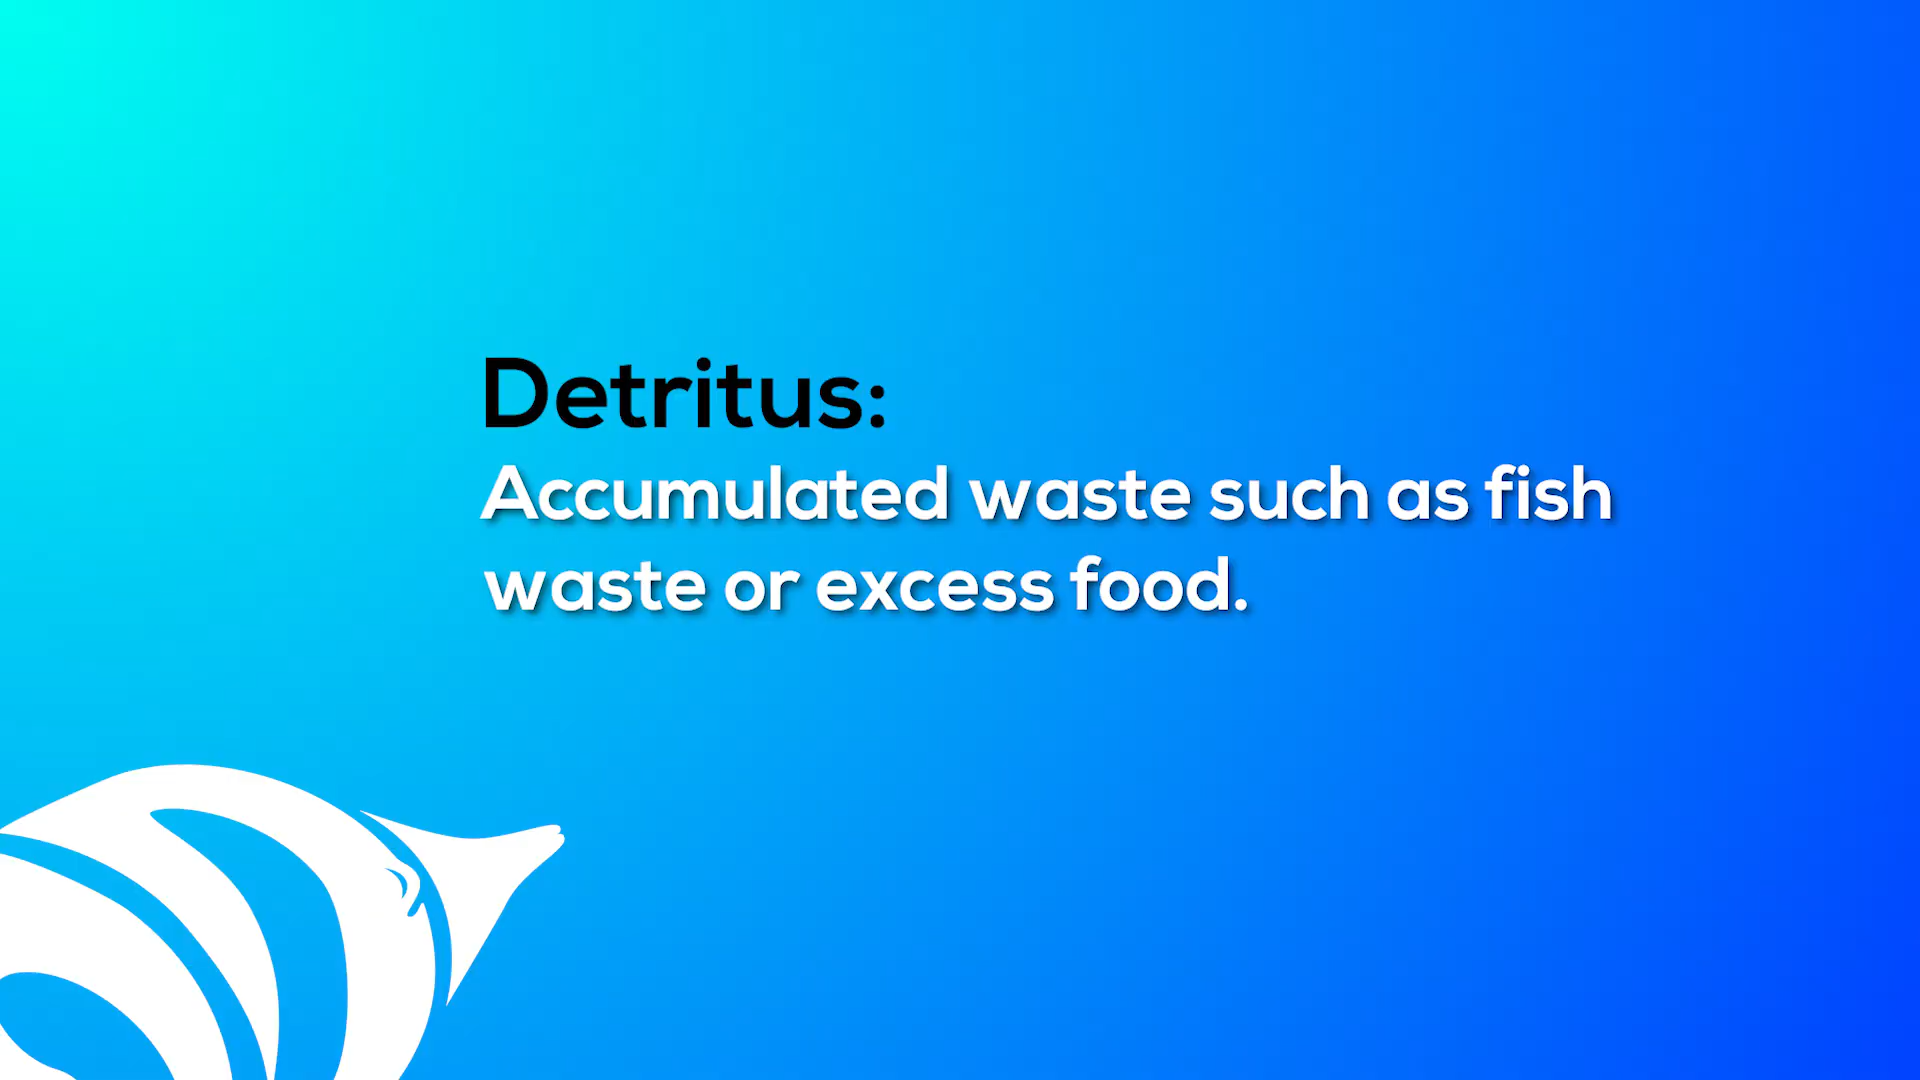 Detritus:
Accumulated waste such as fish
waste or excess food.